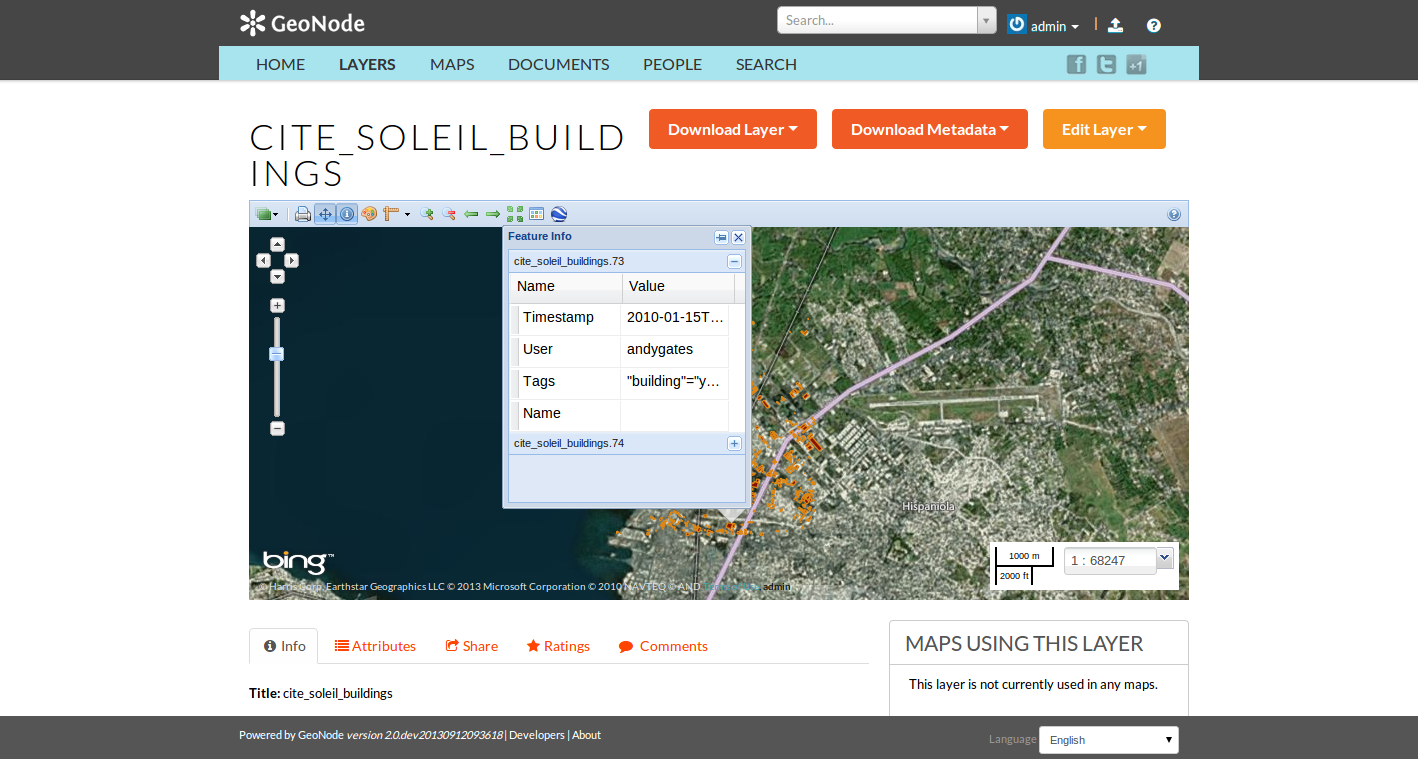 GeoNode
Search...
admin
HOME LAYERS MAPS DOCUMENTS PEOPLE SEARCH
+1
CITE_SOLEIL_BUILD
INGS
Download Layer
Download Metadata
Edit Layer
Feature Info
cite_soleil_buildings.73
Name Value
Timestamp 2010-01-15T…
User andygates
Tags "building"="y…
Name
cite_soleil_buildings.74
Hispaniola
bing™
1000 m
2000 ft
1 : 68247
Harris Corp, Earthstar Geographics LLC © 2013 Microsoft Corporation © 2010 NAVTEQ © AND
admin
Info Attributes Share Ratings Comments
MAPS USING THIS LAYER
Title: cite_soleil_buildings
This layer is not currently used in any maps.
Powered by GeoNode version 2.0.dev20130912093618 | Developers | About
Language English